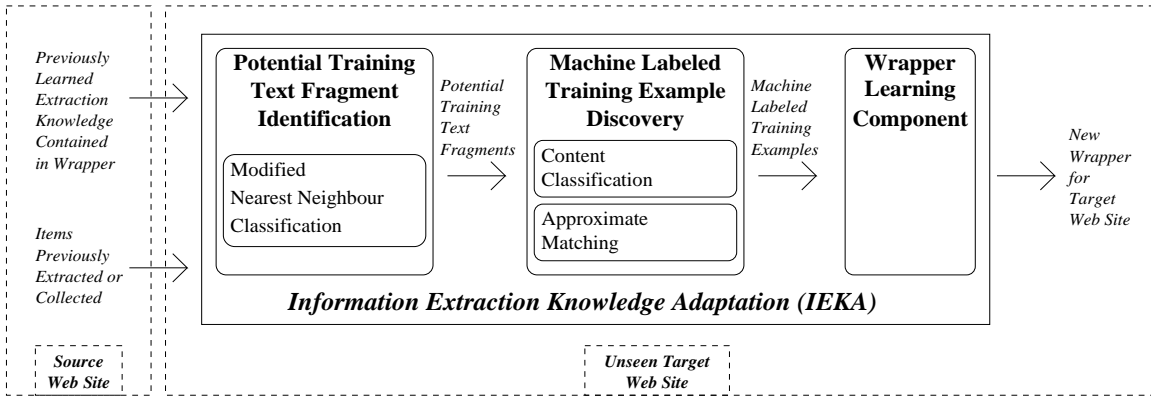 Previously
Learned
Extraction
Knowledge
Contained
in Wrapper
Items
Previously
Extracted or
Collected
Source
Web Site
Potential Training
Text Fragment
Identification
Modified
Nearest Neighbour
Classification
Potential
Training
Text
Fragments
Machine Labeled
Training Example
Discovery
Content
Classification
Approximate
Matching
Machine
Labeled
Training
Examples
Wrapper
Learning
Component
Information Extraction Knowledge Adaptation (IEKA)
New
Wrapper
for
Target
Web Site
Unseen Target
Web Site